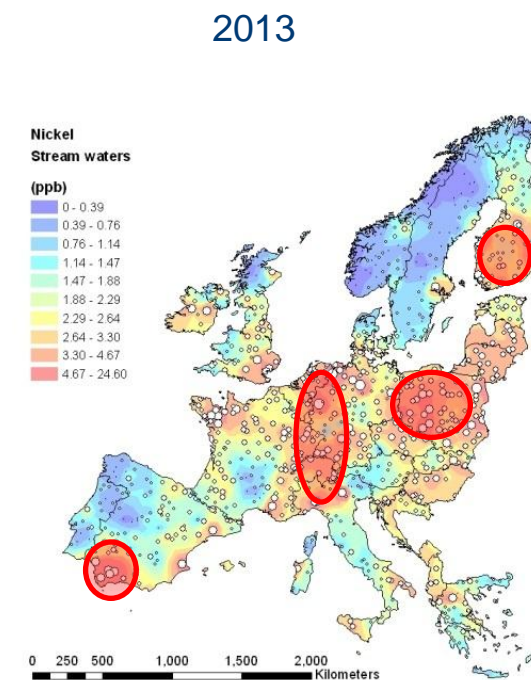 2013
Nickel
Stream waters
(ppb)
0 - 0.39
0.39 - 0.76
0.76 - 1.14
1.14 - 1.47
1.47 - 1.88
1.88 - 2.29
2.29 - 2.64
2.64 - 3.30
3.30 - 4.67
4.67 - 24.60
0 250 500 1,000 1,500 2,000
Kilometers